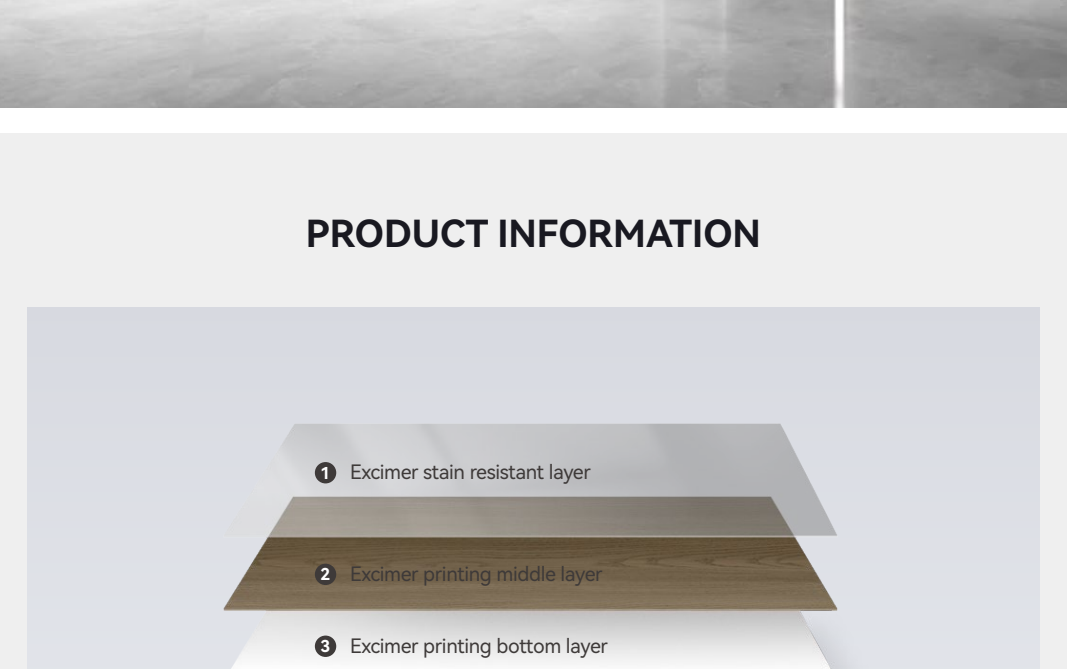 PRODUCT INFORMATION
1 Excimer stain resistant layer
2 Excimer printing middle layer
3 Excimer printing bottom layer